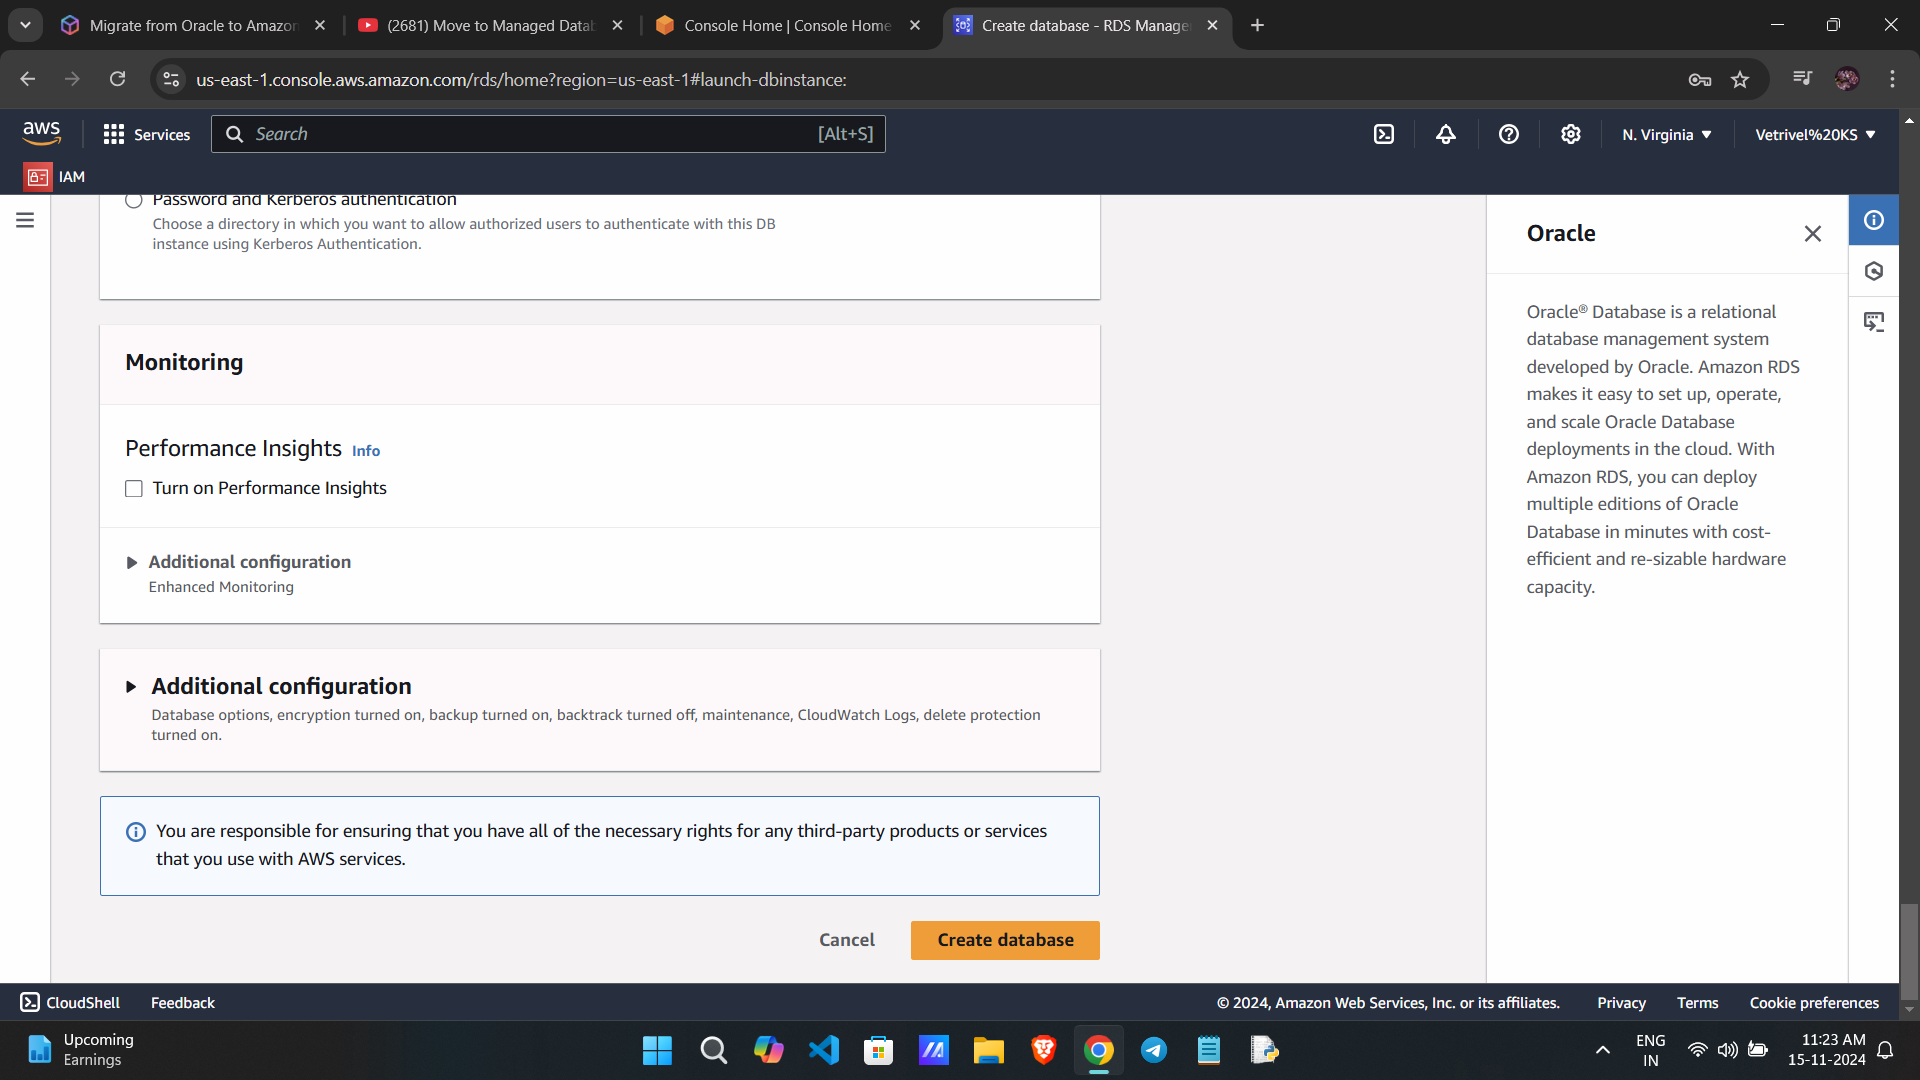 Migrate from Oracle to Amazon
(2681) Move to Managed Datab
Console Home | Console Home
Create database - RDS Manage
us-east-1.console.aws.amazon.com/rds/home?region=us-east-1#launch-dbinstance:
aws
Services
Search
[Alt+S]
N. Virginia
Vetrivel%20KS
IAM
Password and Kerberos authentication
Choose a directory in which you want to allow authorized users to authenticate with this DB
instance using Kerberos Authentication.
Monitoring
Performance Insights Info
Turn on Performance Insights
Additional configuration
Enhanced Monitoring
Additional configuration
Database options, encryption turned on, backup turned on, backtrack turned off, maintenance, CloudWatch Logs, delete protection
turned on.
You are responsible for ensuring that you have all of the necessary rights for any third-party products or services
that you use with AWS services.
Cancel
Create database
Oracle
Oracle® Database is a relational
database management system
developed by Oracle. Amazon RDS
makes it easy to set up, operate,
and scale Oracle Database
deployments in the cloud. With
Amazon RDS, you can deploy
multiple editions of Oracle
Database in minutes with cost-
efficient and re-sizable hardware
capacity.
CloudShell
Feedback
© 2024, Amazon Web Services, Inc. or its affiliates.
Privacy
Terms
Cookie preferences
Upcoming
Earnings
ENG
IN
11:23 AM
15-11-2024